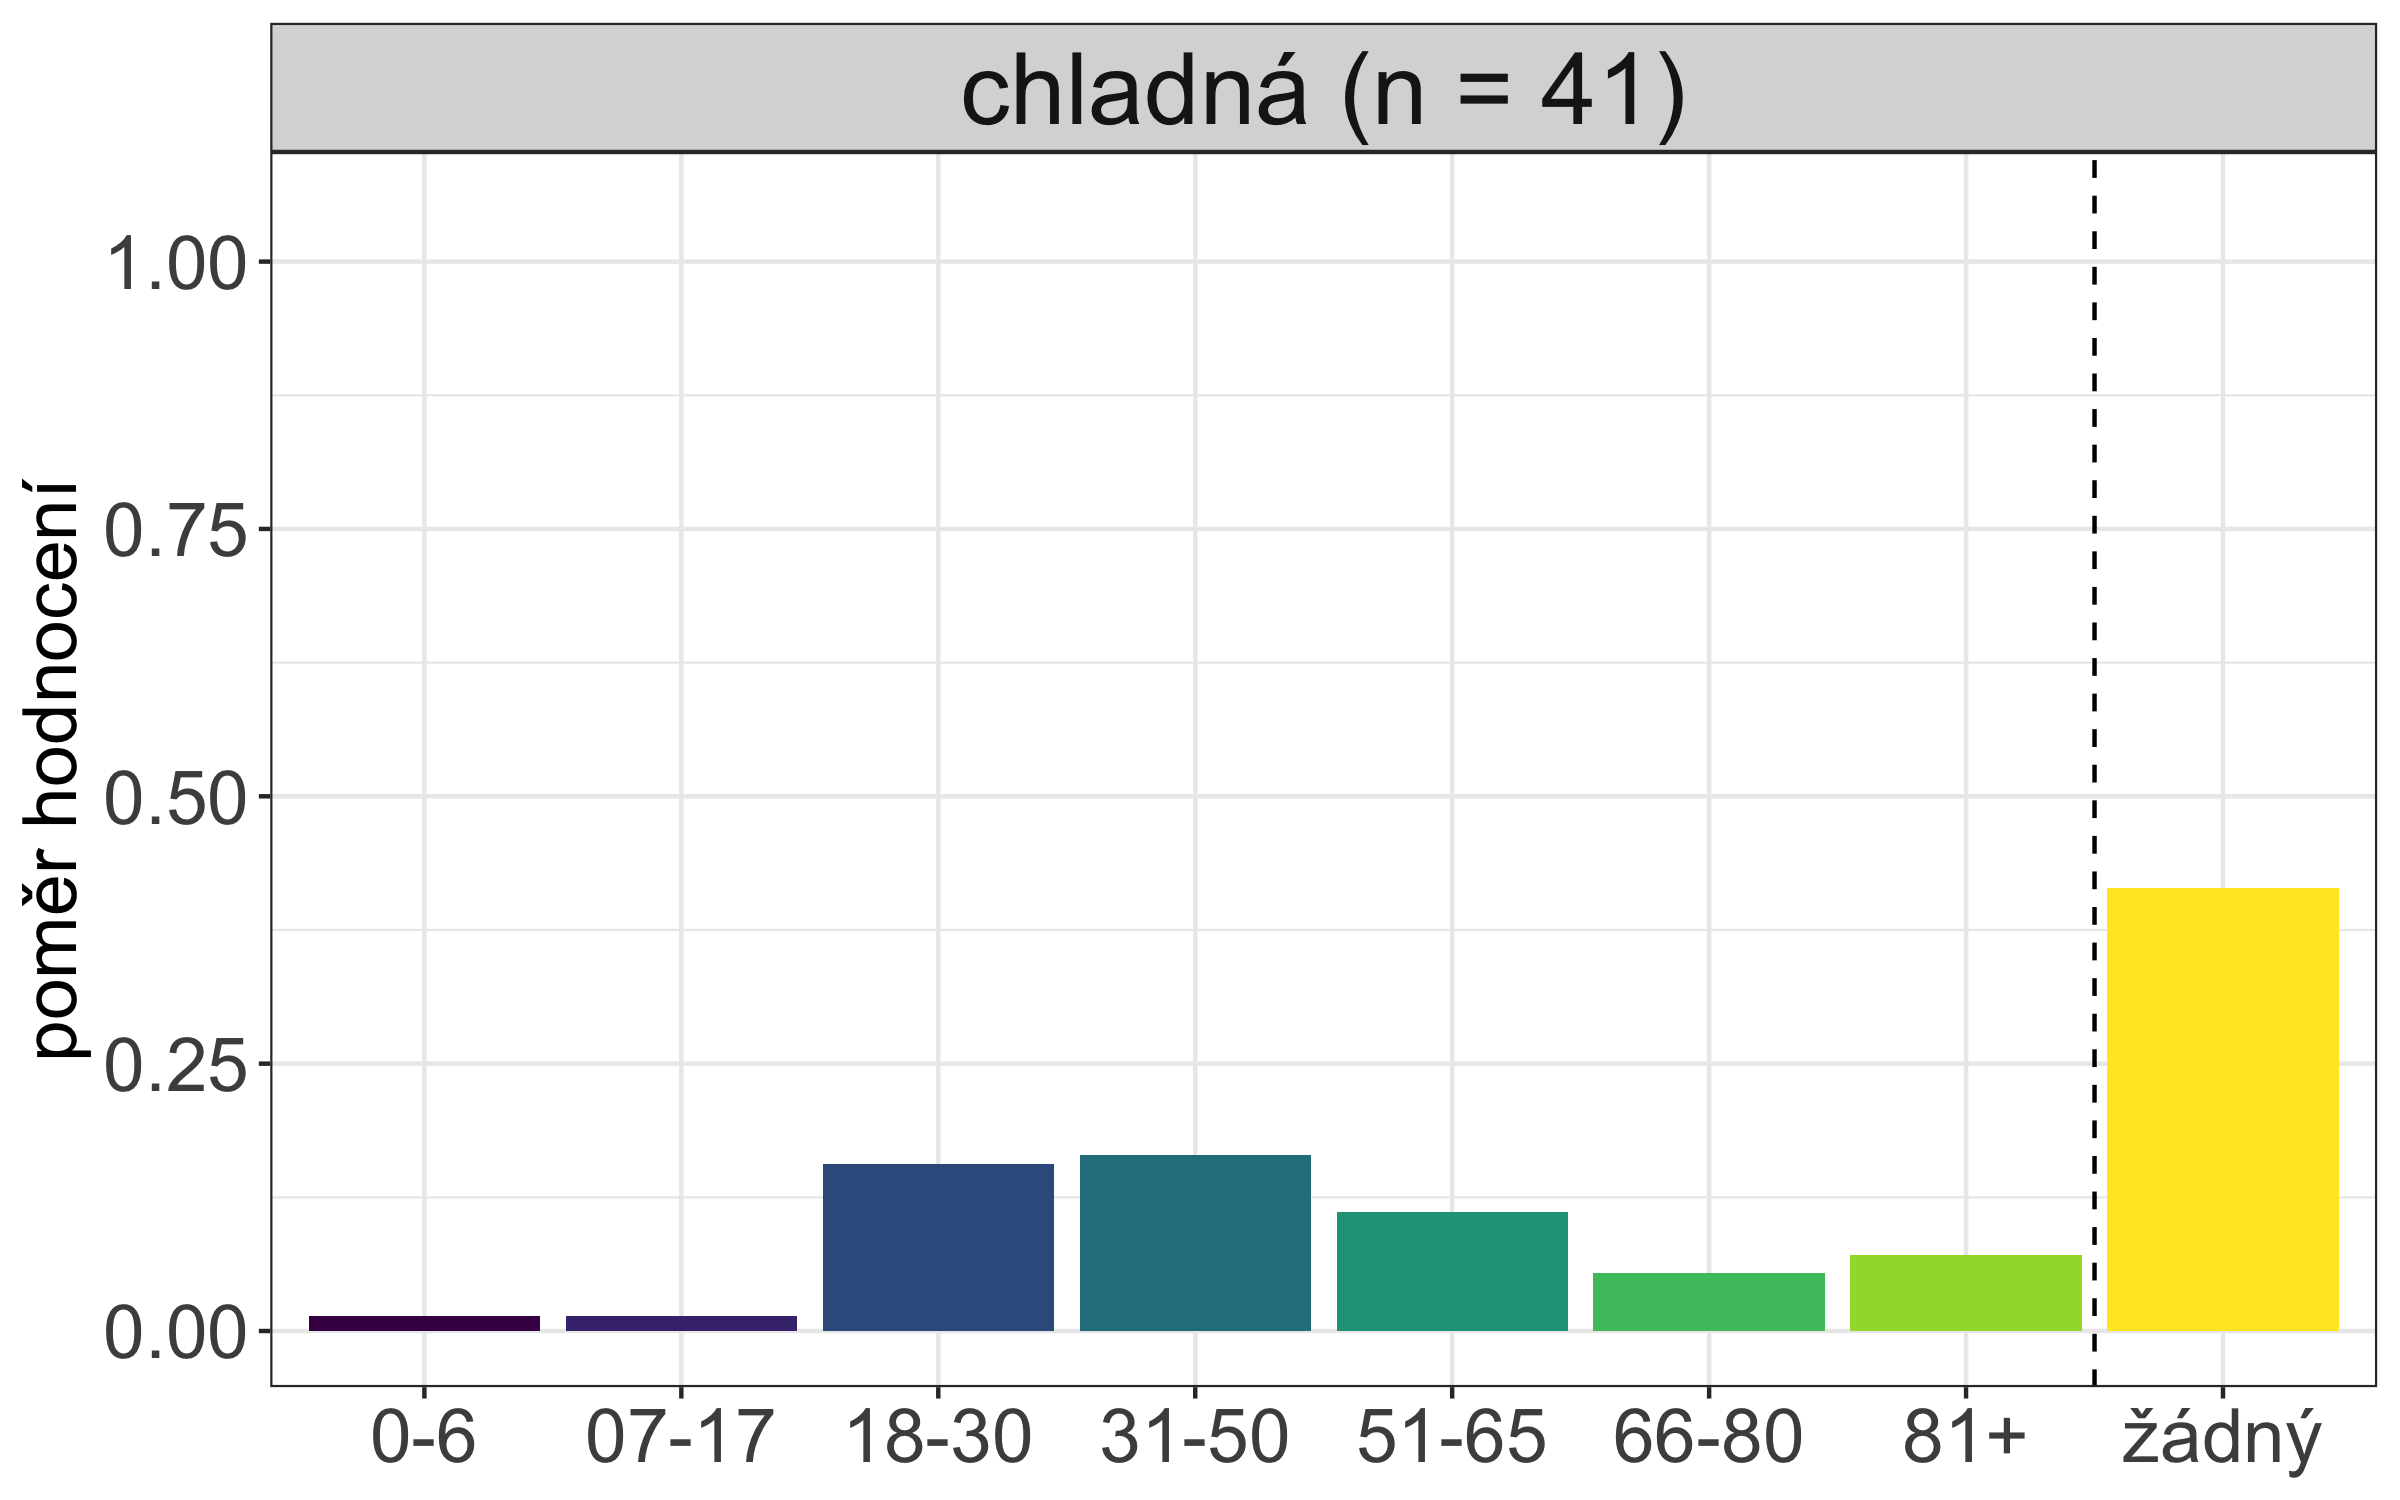 chladná (n = 41)
poměr hodnocení
1.00
0.75
0.50
0.25
0.00
0-6 07-17 18-30 31-50 51-65 66-80 81+ žádný